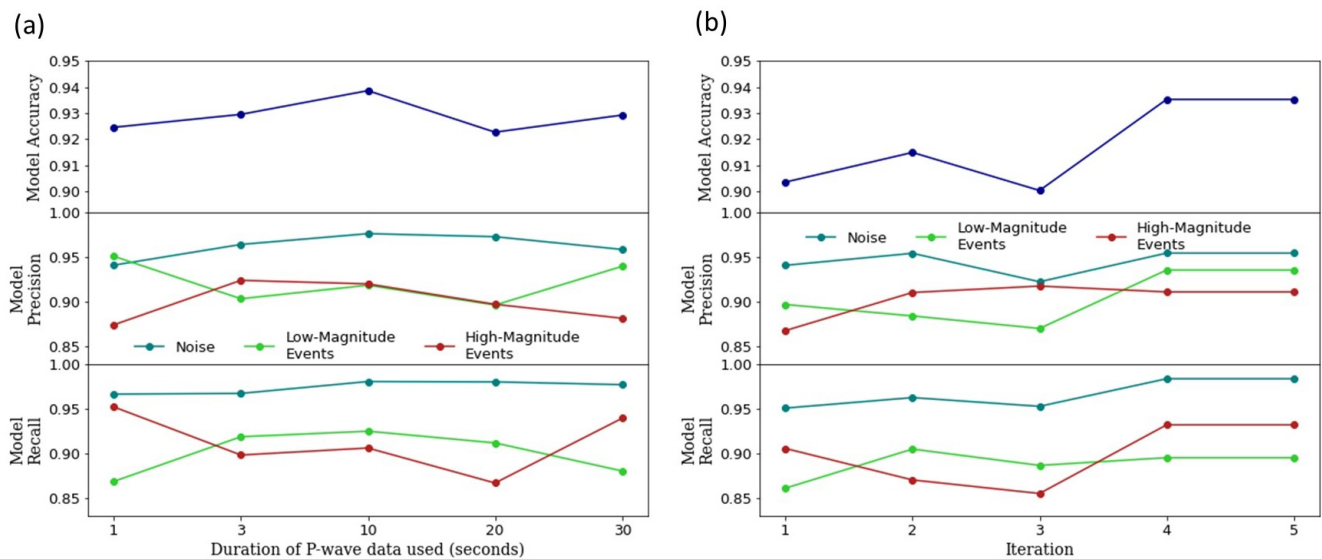 (a)
0.95
0.94
0.93
0.92
0.91
0.90
Model Accuracy
1.00
0.95
0.90
0.85
Model
Precision
Noise
Low-Magnitude
Events
High-Magnitude
Events
1.00
0.95
0.90
0.85
Model
Recall
1 3 10 20 30
Duration of P-wave data used (seconds)
(b)
0.95
0.94
0.93
0.92
0.91
0.90
Model Accuracy
1.00
0.95
0.90
0.85
Model
Precision
Noise
Low-Magnitude
Events
High-Magnitude
Events
1.00
0.95
0.90
0.85
Model
Recall
1 2 3 4 5
Iteration